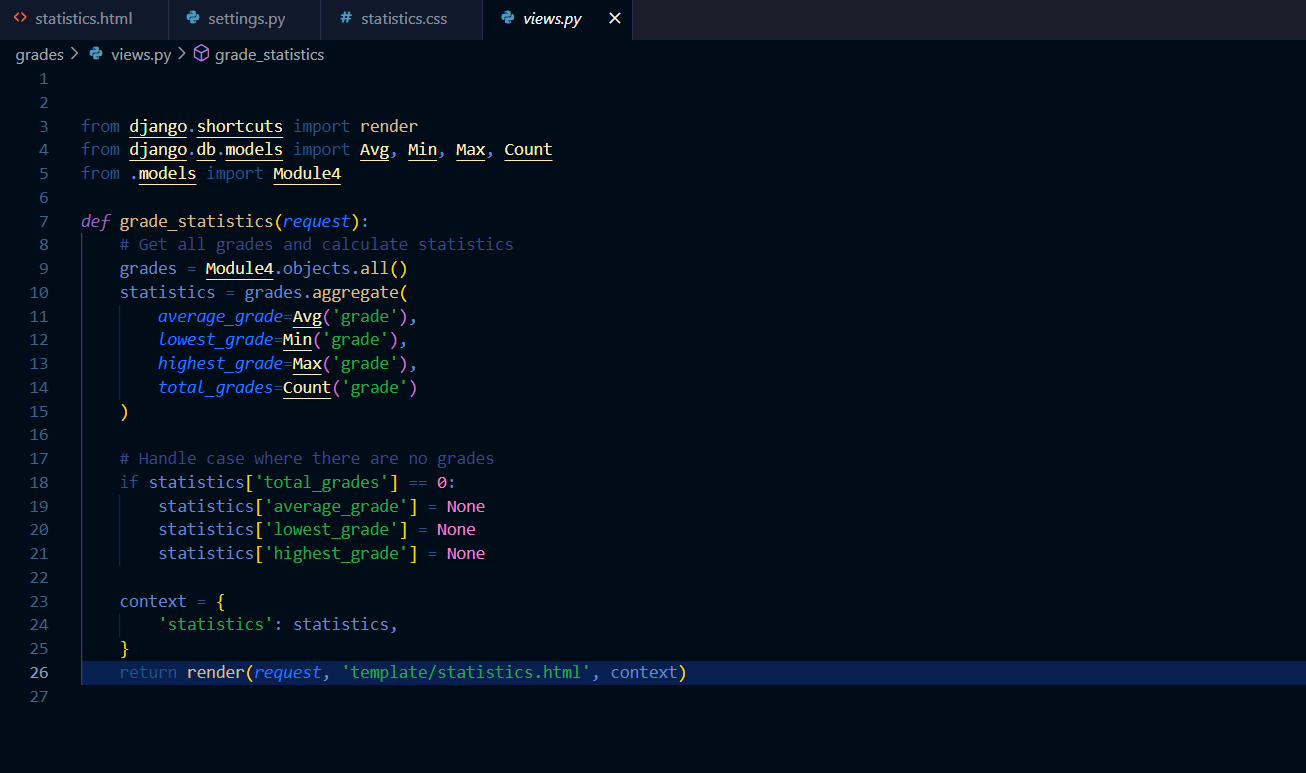 statistics.html settings.py # statistics.css views.py
grades > views.py > grade_statistics
1
2
3 from django.shortcuts import render
4 from django.db.models import Avg, Min, Max, Count
5 from .models import Module4
6
7 def grade_statistics(request):
8     # Get all grades and calculate statistics
9     grades = Module4.objects.all()
10     statistics = grades.aggregate(
11         average_grade=Avg('grade'),
12         lowest_grade=Min('grade'),
13         highest_grade=Max('grade'),
14         total_grades=Count('grade')
15     )
16
17     # Handle case where there are no grades
18     if statistics['total_grades'] == 0:
19         statistics['average_grade'] = None
20         statistics['lowest_grade'] = None
21         statistics['highest_grade'] = None
22
23     context = {
24         'statistics': statistics,
25     }
26     return render(request, 'template/statistics.html', context)
27